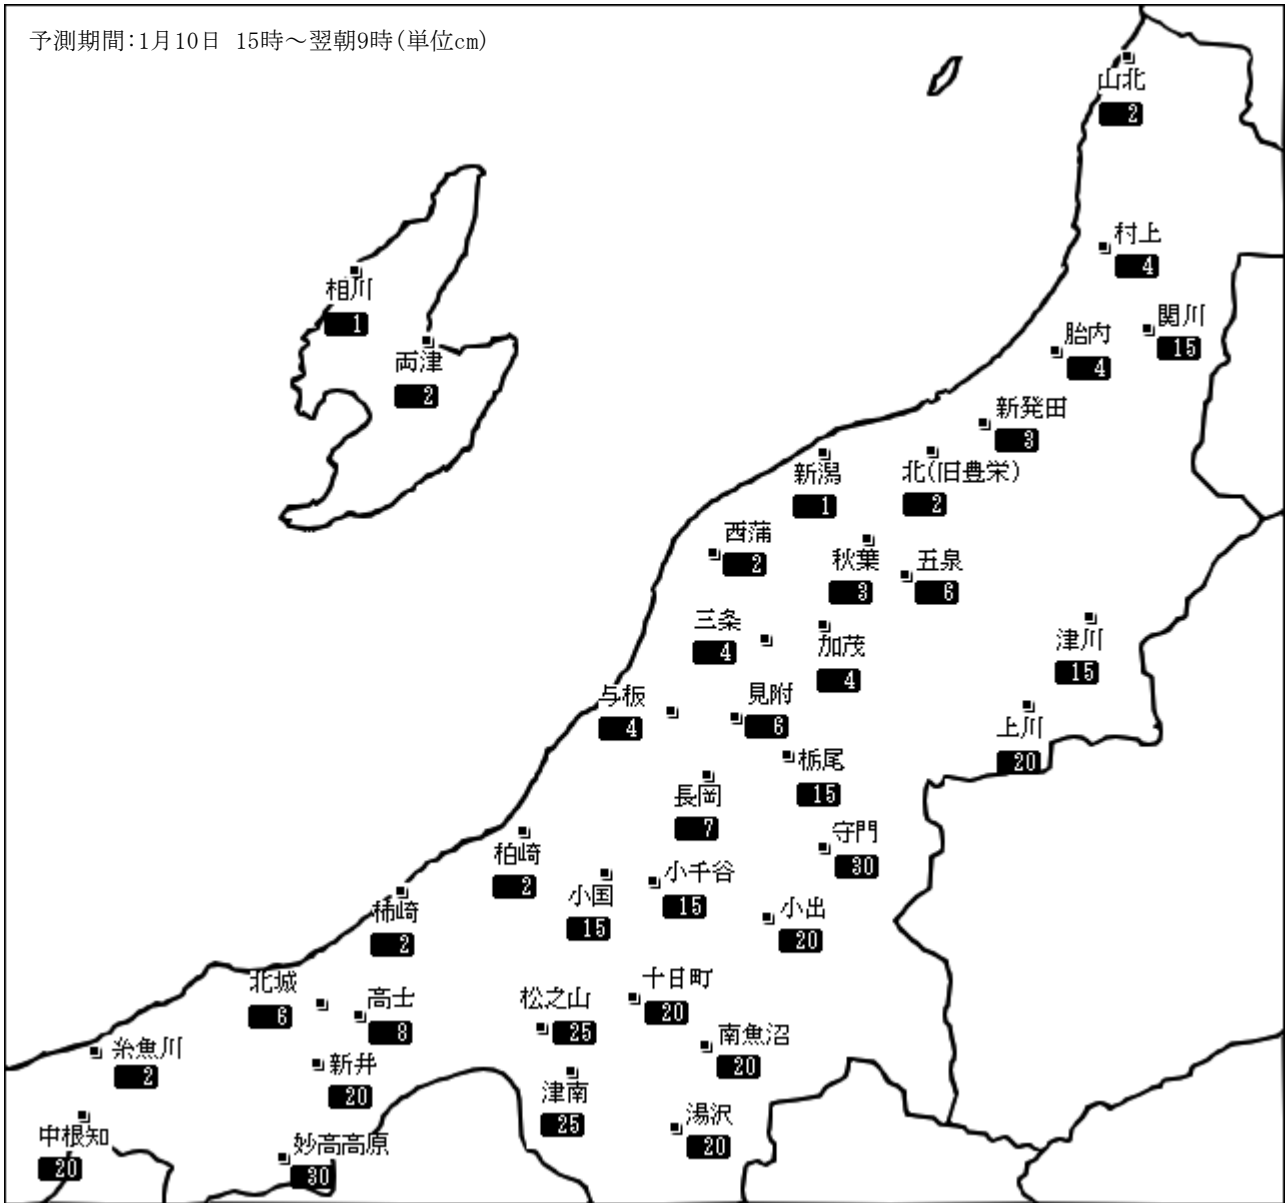 予測期間:1月10日 15時～翌朝9時(単位cm)
山北
2
村上
4
相川
1
関川
15
胎内
4
両津
2
新発田
3
新潟
1
北(旧豊栄)
2
西蒲
2
秋葉
3
五泉
6
三条
4
加茂
4
津川
15
与板
4
見附
6
上川
20
栃尾
15
長岡
7
守門
30
柏崎
2
小国
15
小千谷
15
柿崎
2
小出
20
北城
6
高士
8
松之山
25
十日町
20
糸魚川
2
南魚沼
20
新井
20
津南
25
湯沢
20
中根知
20
妙高高原
30